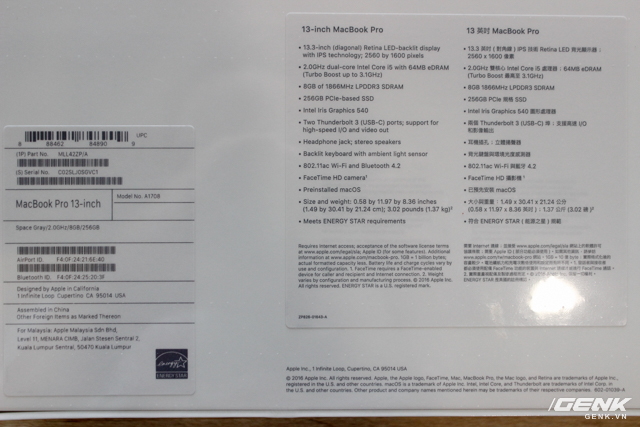 UPC
8 88462 84890 9
(1P) Part No. MLL42ZP/A
(S) Serial No.
MacBook Pro 13-inch
Model No. A1708
Space Gray/2.0GHz/8GB/256GB
AirPort ID F4:0F:24:21:6E:40
Bluetooth ID. F4:0F:24:25:20:3F
Designed by Apple in California
1 Infinite Loop, Cupertino, CA 95014 USA
Assembled in China
Other Foreign Items as Marked Thereon
For Malaysia: Apple Malaysia Sdn Bhd,
Level 11, MENARA CIMB, Jalan Stesen Sentral 2,
Kuala Lumpur Sentral, 50470 Kuala Lumpur
ENERGY STAR
13-inch MacBook Pro
• 13.3-inch (diagonal) Retina LED-backlit display
with IPS technology; 2560 by 1600 pixels
• 2.0GHz dual-core Intel Core i5 with 64MB eDRAM
(Turbo Boost up to 3.1GHz)
• 8GB of 1866MHz LPDDR3 SDRAM
• 256GB PCIe-based SSD
• Intel Iris Graphics 540
• Two Thunderbolt 3 (USB-C) ports; support for
high-speed I/O and video out
• Headphone jack; stereo speakers
• Backlit keyboard with ambient light sensor
• 802.11ac Wi-Fi and Bluetooth 4.2
• FaceTime HD camera¹
• Preinstalled macOS
• Size and weight: 0.58 by 11.97 by 8.36 inches
(1.49 by 30.41 by 21.24 cm); 3.02 pounds (1.37 kg)²
• Meets ENERGY STAR requirements
Requires Internet access; acceptance of the software license terms
at www.apple.com/legal/sla; Apple ID (for some features). Additional
information at www.apple.com/macbook-pro. 1GB = 1 billion bytes;
actual formatted capacity less. Battery life and charge cycles vary by
use and configuration. 1. FaceTime requires a FaceTime-enabled
device for caller and recipient and Internet connection. 2. Weight
varies by configuration and manufacturing process. © 2016 Apple Inc.
All rights reserved. ENERGY STAR is a U.S. registered mark.
13 英吋 MacBook Pro
• 13.3 英吋 (對角線) IPS 技術 Retina LED 背光顯示器：
2560 x 1600 像素
• 2.0GHz 雙核心 Intel Core i5 處理器：64MB eDRAM
(Turbo Boost 最高至 3.1GHz)
• 8GB 1866MHz LPDDR3 SDRAM
• 256GB PCIe 規格 SSD
• Intel Iris Graphics 540 圖形處理器
• 兩個 Thunderbolt 3 (USB-C) 埠：支援高速 I/O
和影像輸出
• 耳機插孔：立體聲揚聲器
• 背光鍵盤與環境光度感測器
• 802.11ac Wi-Fi 與藍牙 4.2
• FaceTime HD 攝影機¹
• 已預先安裝 macOS
• 大小與重量：1.49 x 30.41 x 21.24 公分
(0.58 x 11.97 x 8.36 英吋)：1.37 公斤 (3.02 磅)²
• 符合 ENERGY STAR (能源之星) 規範
Apple Inc., 1 Infinite Loop, Cupertino, CA 95014 USA
© 2016 Apple Inc. All rights reserved. Apple, the Apple logo, FaceTime, Mac, MacBook Pro, the Mac logo, and Retina are trademarks of Apple Inc.,
registered in the U.S. and other countries. macOS is a trademark of Apple Inc. Intel, Intel Core, and Thunderbolt are trademarks of Intel Corp. in
the U.S. and other countries. Other product and company names mentioned herein may be trademarks of their respective companies. 602-01039-A
GENK.VN